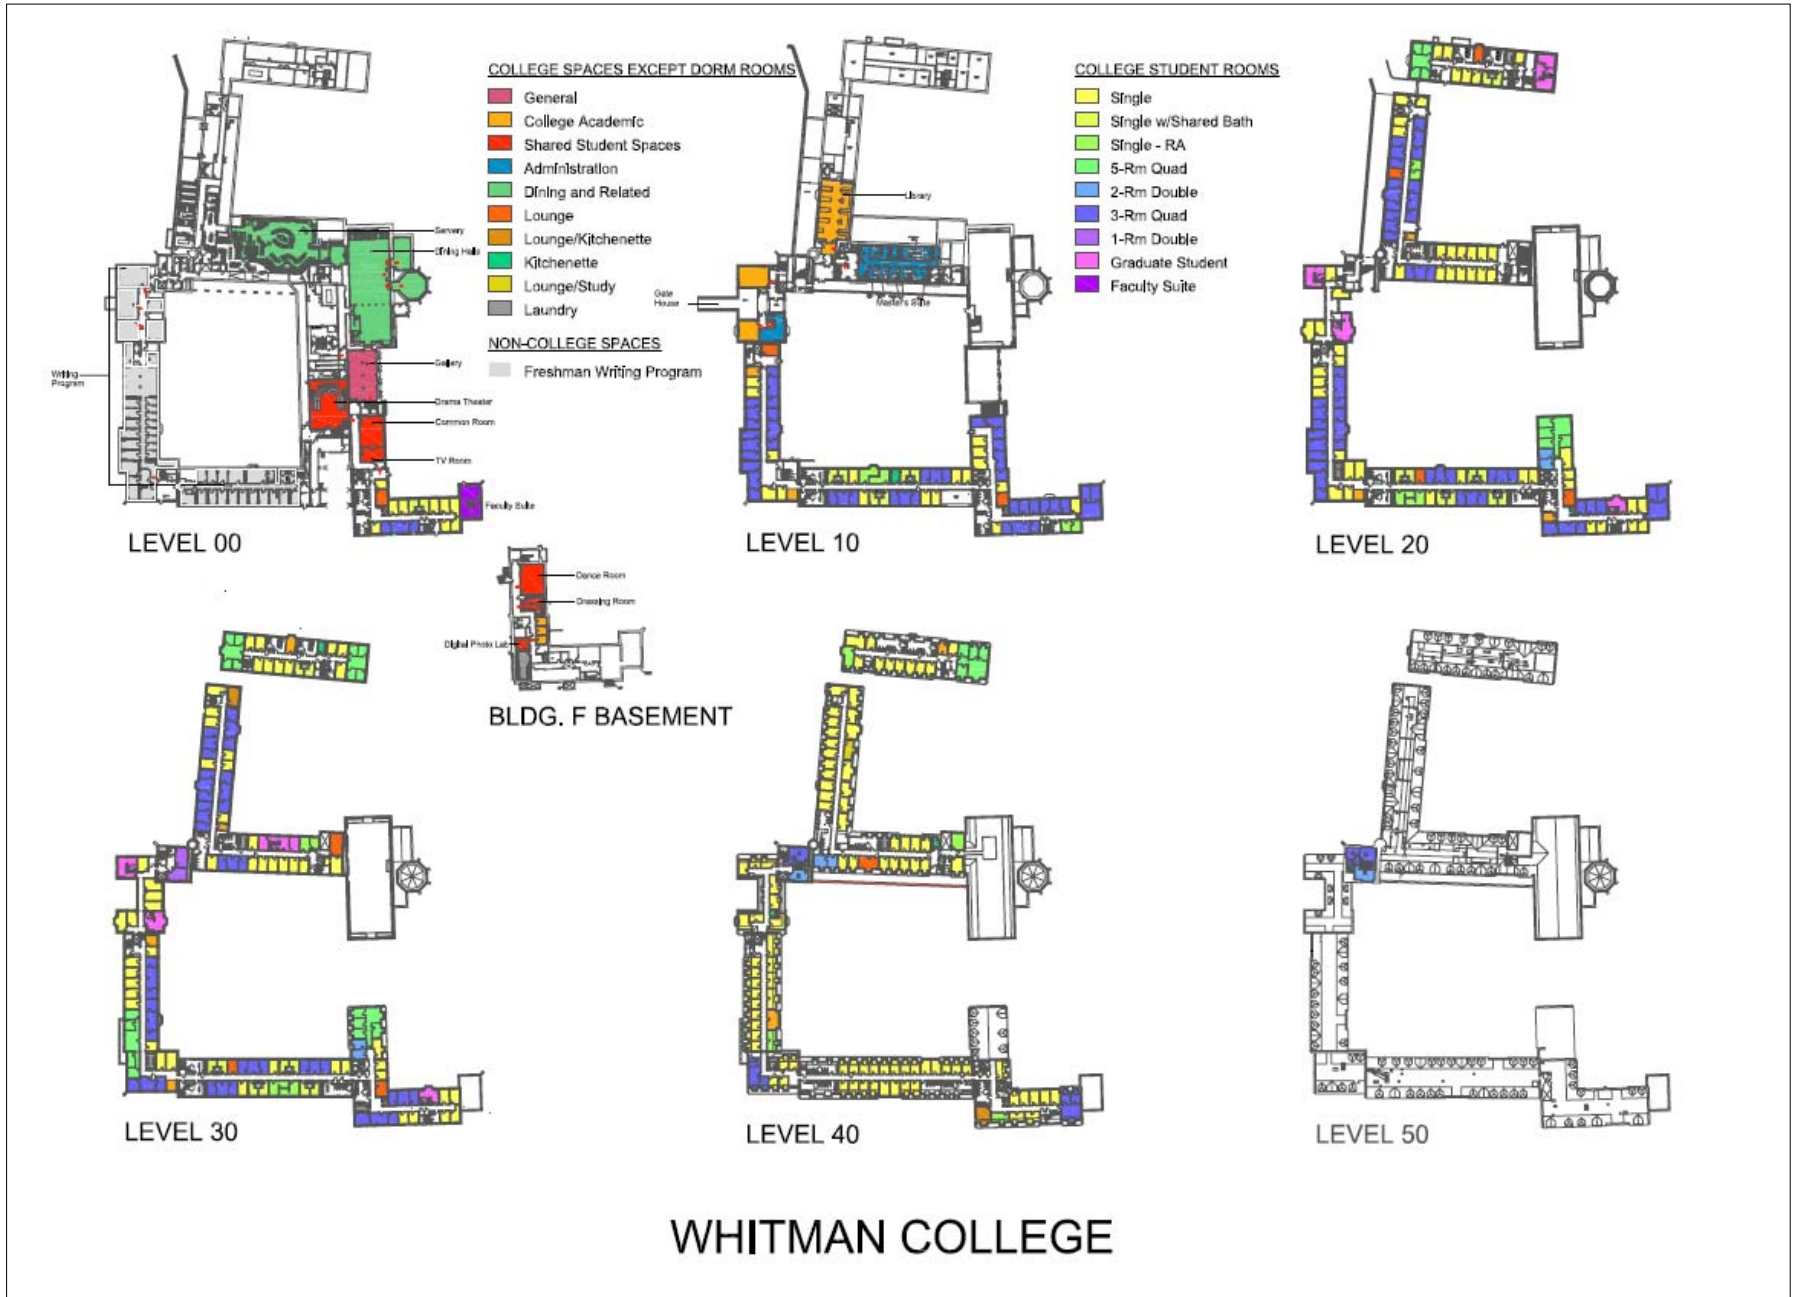 COLLEGE SPACES EXCEPT DORM ROOMS
General
College Academic
Shared Student Spaces
Administration
Dining and Related
Lounge
Lounge/Kitchenette
Kitchenette
Lounge/Study
Laundry
NON-COLLEGE SPACES
Freshman Writing Program
COLLEGE STUDENT ROOMS
Single
Single w/Shared Bath
Single - RA
5-Rm Quad
2-Rm Double
3-Rm Quad
1-Rm Double
Graduate Student
Faculty Suite
Servery
Dining Halls
Gallery
Drama Theater
Common Room
TV Room
Faculty Suite
Writing
Program
LEVEL 00
Library
Gate
House
Master's Suite
LEVEL 10
LEVEL 20
Dance Room
Dressing Room
Digital Photo Lab
BLDG. F BASEMENT
LEVEL 30
LEVEL 40
LEVEL 50
WHITMAN COLLEGE